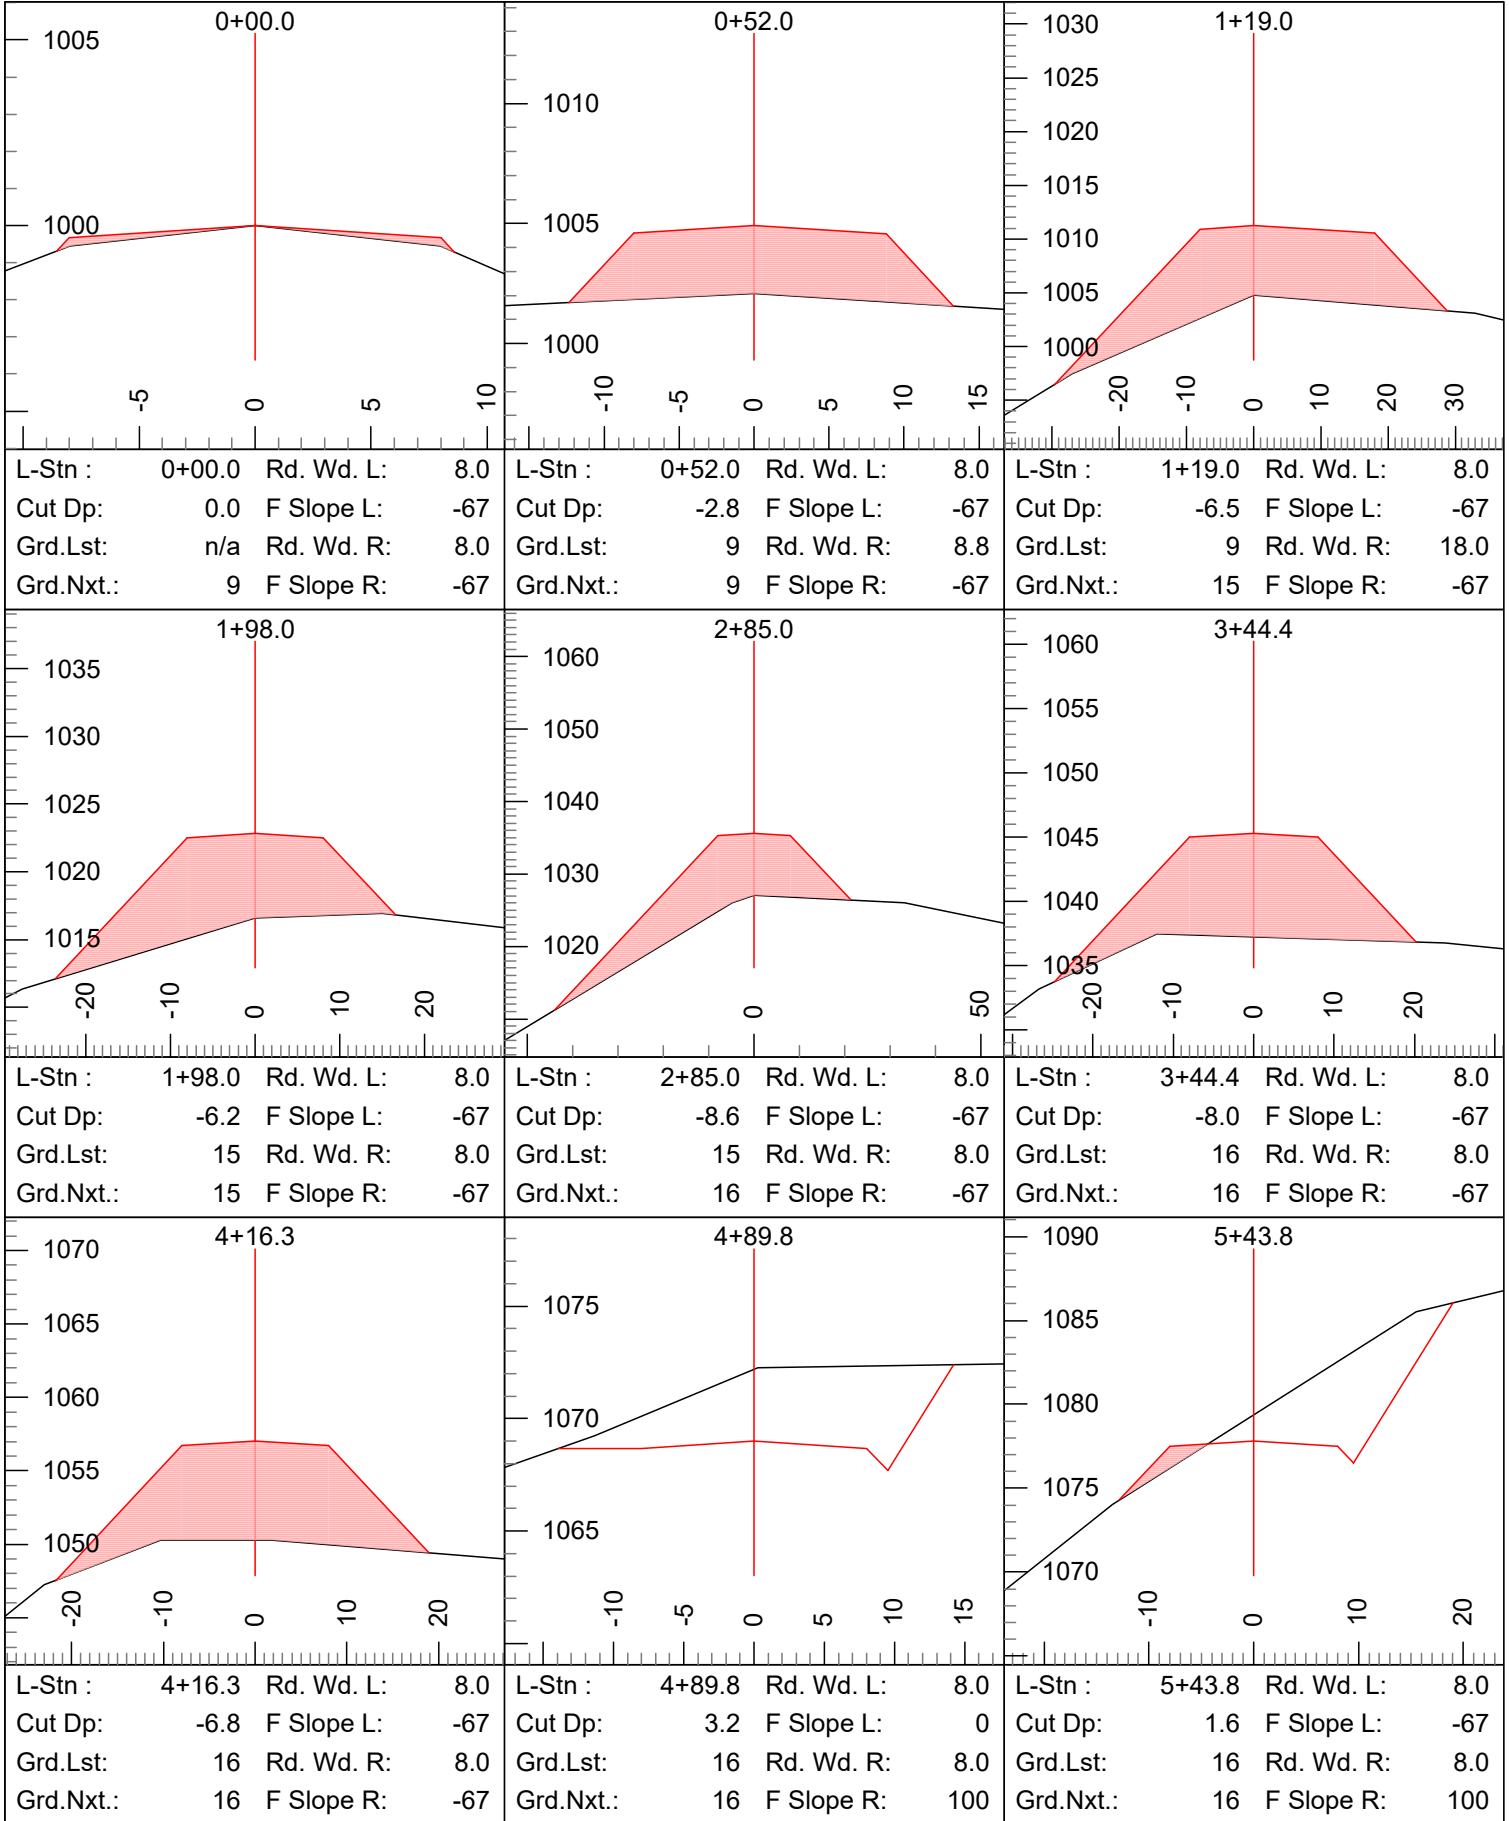 0+00.0
1005
1000
-5
0
5
10
L-Stn : 0+00.0 Rd. Wd. L: 8.0
Cut Dp: 0.0 F Slope L: -67
Grd.Lst: n/a Rd. Wd. R: 8.0
Grd.Nxt.: 9 F Slope R: -67
0+52.0
1010
1005
1000
-10
-5
0
5
10
15
L-Stn : 0+52.0 Rd. Wd. L: 8.0
Cut Dp: -2.8 F Slope L: -67
Grd.Lst: 9 Rd. Wd. R: 8.8
Grd.Nxt.: 9 F Slope R: -67
1+19.0
1030
1025
1020
1015
1010
1005
1000
-20
-10
0
10
20
30
L-Stn : 1+19.0 Rd. Wd. L: 8.0
Cut Dp: -6.5 F Slope L: -67
Grd.Lst: 9 Rd. Wd. R: 18.0
Grd.Nxt.: 15 F Slope R: -67
1+98.0
1035
1030
1025
1020
1015
-20
-10
0
10
20
L-Stn : 1+98.0 Rd. Wd. L: 8.0
Cut Dp: -6.2 F Slope L: -67
Grd.Lst: 15 Rd. Wd. R: 8.0
Grd.Nxt.: 15 F Slope R: -67
2+85.0
1060
1050
1040
1030
1020
0
50
L-Stn : 2+85.0 Rd. Wd. L: 8.0
Cut Dp: -8.6 F Slope L: -67
Grd.Lst: 15 Rd. Wd. R: 8.0
Grd.Nxt.: 16 F Slope R: -67
3+44.4
1060
1055
1050
1045
1040
1035
-20
-10
0
10
20
L-Stn : 3+44.4 Rd. Wd. L: 8.0
Cut Dp: -8.0 F Slope L: -67
Grd.Lst: 16 Rd. Wd. R: 8.0
Grd.Nxt.: 16 F Slope R: -67
4+16.3
1070
1065
1060
1055
1050
-20
-10
0
10
20
L-Stn : 4+16.3 Rd. Wd. L: 8.0
Cut Dp: -6.8 F Slope L: -67
Grd.Lst: 16 Rd. Wd. R: 8.0
Grd.Nxt.: 16 F Slope R: -67
4+89.8
1075
1070
1065
-10
-5
0
5
10
15
L-Stn : 4+89.8 Rd. Wd. L: 8.0
Cut Dp: 3.2 F Slope L: 0
Grd.Lst: 16 Rd. Wd. R: 8.0
Grd.Nxt.: 16 F Slope R: 100
5+43.8
1090
1085
1080
1075
1070
-10
0
10
20
L-Stn : 5+43.8 Rd. Wd. L: 8.0
Cut Dp: 1.6 F Slope L: -67
Grd.Lst: 16 Rd. Wd. R: 8.0
Grd.Nxt.: 16 F Slope R: 100